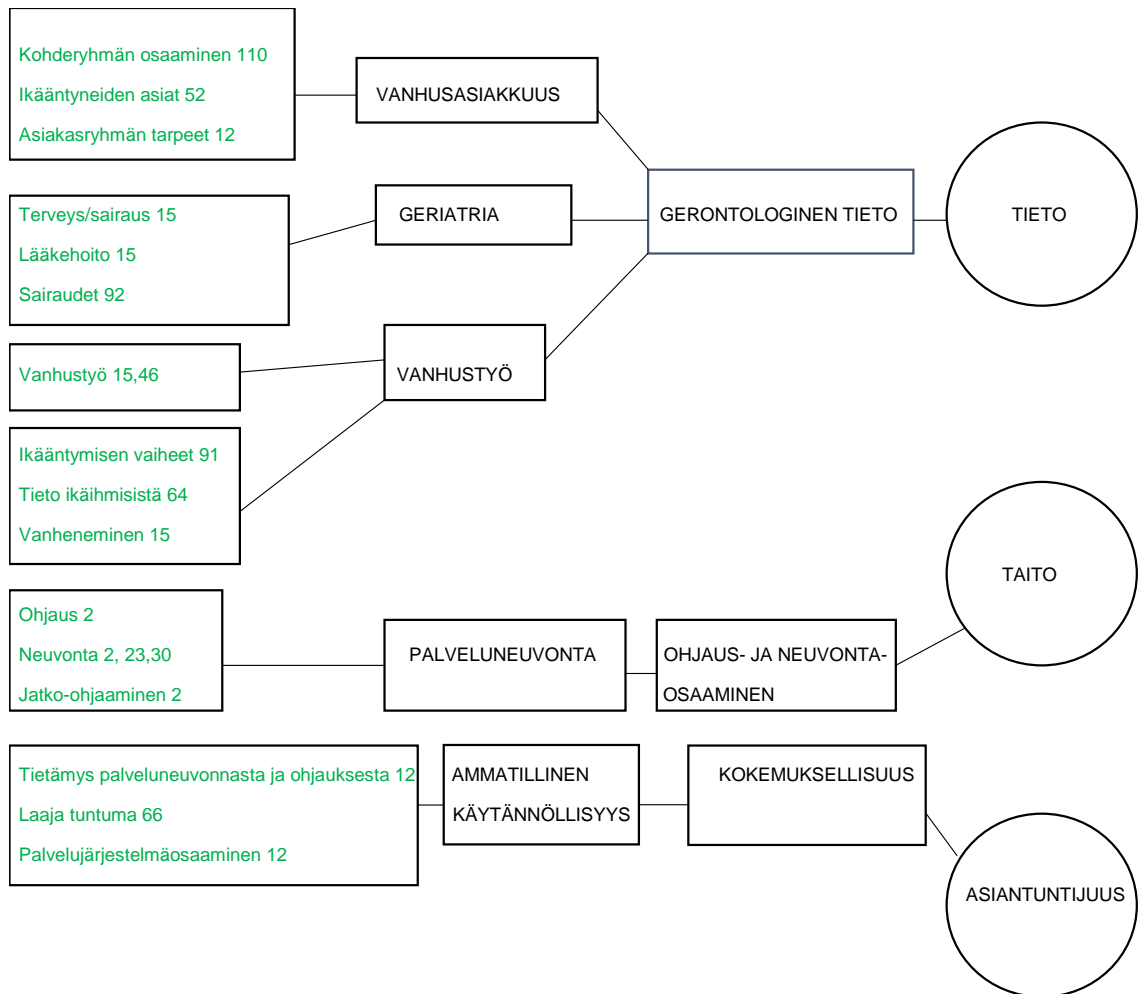 Kohderyhmän osaaminen 110
Ikääntyneiden asiat 52
Asiakasryhmän tarpeet 12
VANHUSASIAKKUUS
Terveys/sairaus 15
Lääkehoito 15
Sairaudet 92
GERIATRIA
GERONTOLOGINEN TIETO
TIETO
Vanhustyö 15,46
VANHUSTYÖ
Ikääntymisen vaiheet 91
Tieto ikäihmisistä 64
Vanheneminen 15
Ohjaus 2
Neuvonta 2, 23,30
Jatko-ohjaaminen 2
PALVELUNEUVONTA
OHJAUS- JA NEUVONTA-
OSAAMINEN
TAITO
Tietämys palveluneuvonnasta ja ohjauksesta 12
Laaja tuntuma 66
Palvelujärjestelmäosaaminen 12
AMMATILLINEN
KÄYTÄNNÖLLISYYS
KOKEMUKSELLISUUS
ASIANTUNTIJUUS